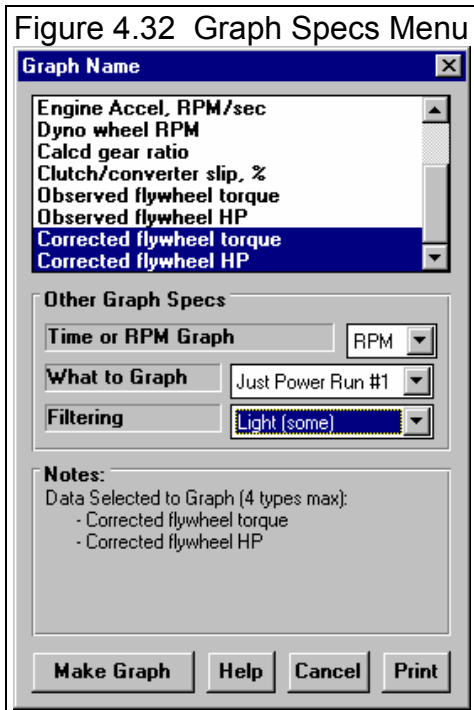 Figure 4.32  Graph Specs Menu
Graph Name
Engine Accel, RPM/sec
Dyno wheel RPM
Calcd gear ratio
Clutch/converter slip, %
Observed flywheel torque
Observed flywheel HP
Corrected flywheel torque
Corrected flywheel HP
Other Graph Specs
Time or RPM Graph RPM
What to Graph Just Power Run #1
Filtering Light (some)
Notes:
Data Selected to Graph (4 types max):
- Corrected flywheel torque
- Corrected flywheel HP
Make Graph Help Cancel Print